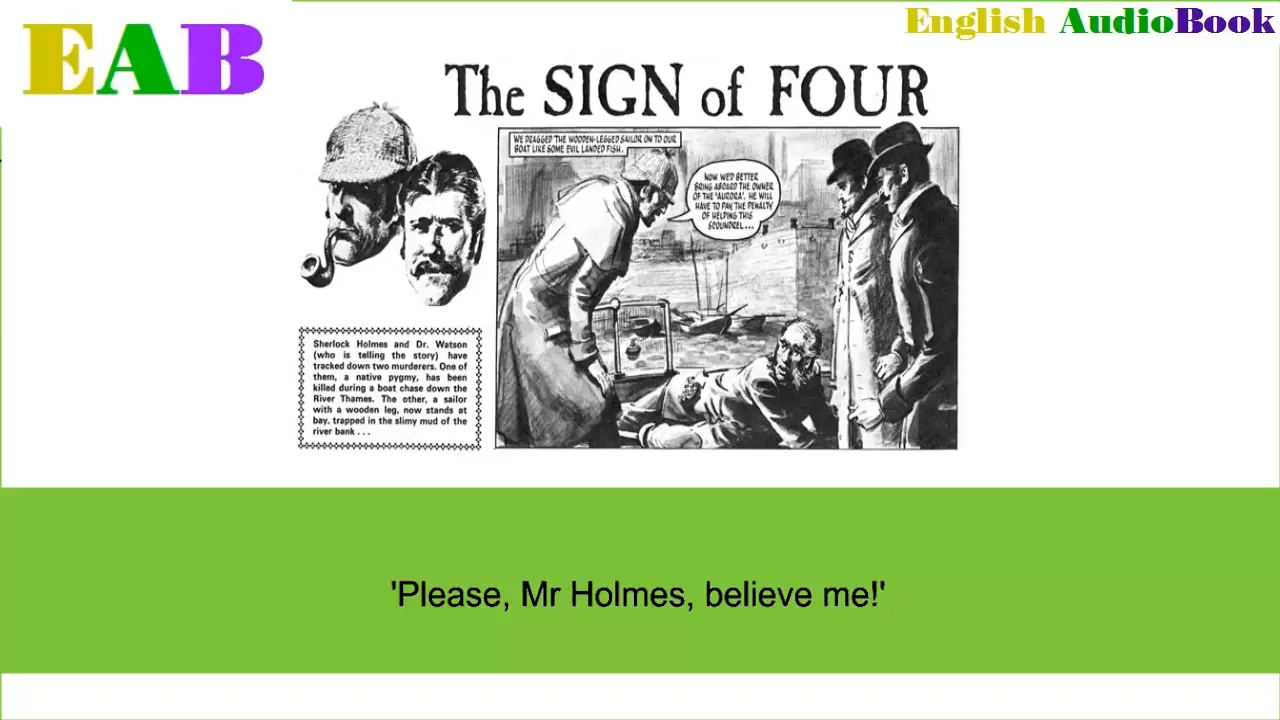 EAB
English AudioBook
The SIGN of FOUR
WE DRAGGED THE WOODEN-LEGGED SAILOR ON TO OUR
BOAT LIKE SOME EVIL LANDED FISH.
NOW WE'D BETTER
BRING ABOARD THE OWNER
OF THE 'AURORA'. HE WILL
HAVE TO PAY THE PENALTY
OF HELPING THIS
SCOUNDREL...
Sherlock Holmes and Dr. Watson
(who is telling the story) have
tracked down two murderers. One of
them, a native pygmy, has been
killed during a boat chase down the
River Thames. The other, a sailor
with a wooden leg, now stands at
bay, trapped in the slimy mud of the
river bank . . .
'Please, Mr Holmes, believe me!'